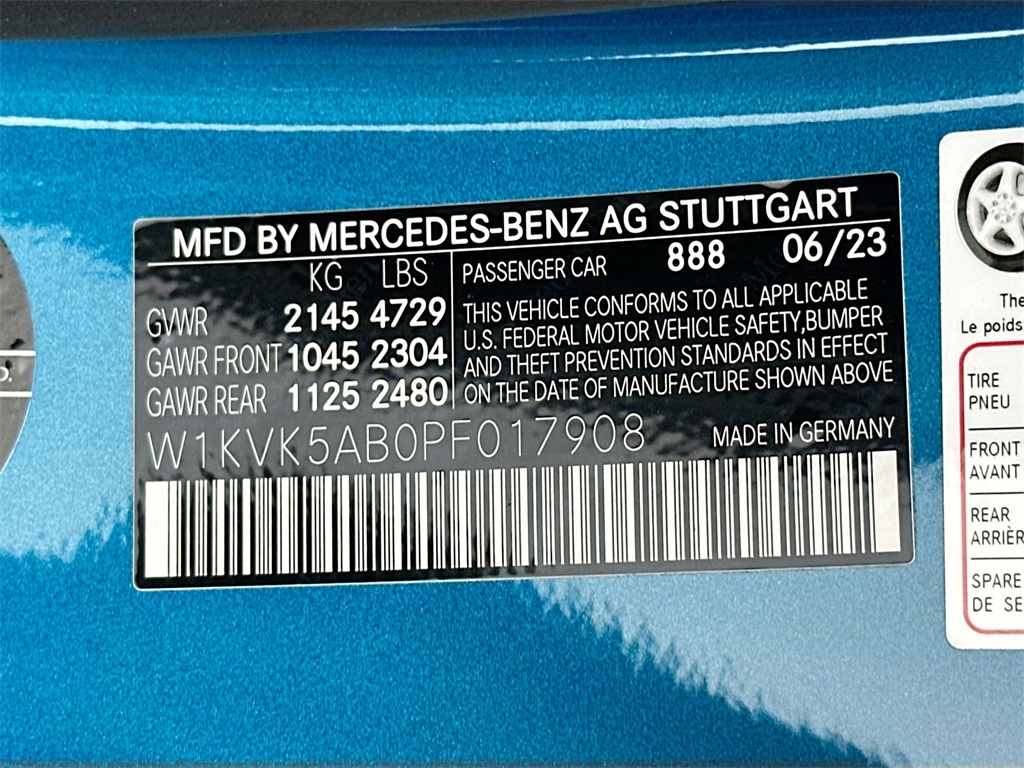 MFD BY MERCEDES-BENZ AG STUTTGART
KG LBS
GVWR 2145 4729
GAWR FRONT 1045 2304
GAWR REAR 1125 2480
PASSENGER CAR 888 06/23
THIS VEHICLE CONFORMS TO ALL APPLICABLE
U.S. FEDERAL MOTOR VEHICLE SAFETY,BUMPER
AND THEFT PREVENTION STANDARDS IN EFFECT
ON THE DATE OF MANUFACTURE SHOWN ABOVE
W1KVK5AB0PF017908 MADE IN GERMANY
The
Le poids
TIRE
PNEU
FRONT
AVANT
REAR
ARRIÈR
SPARE
DE SE